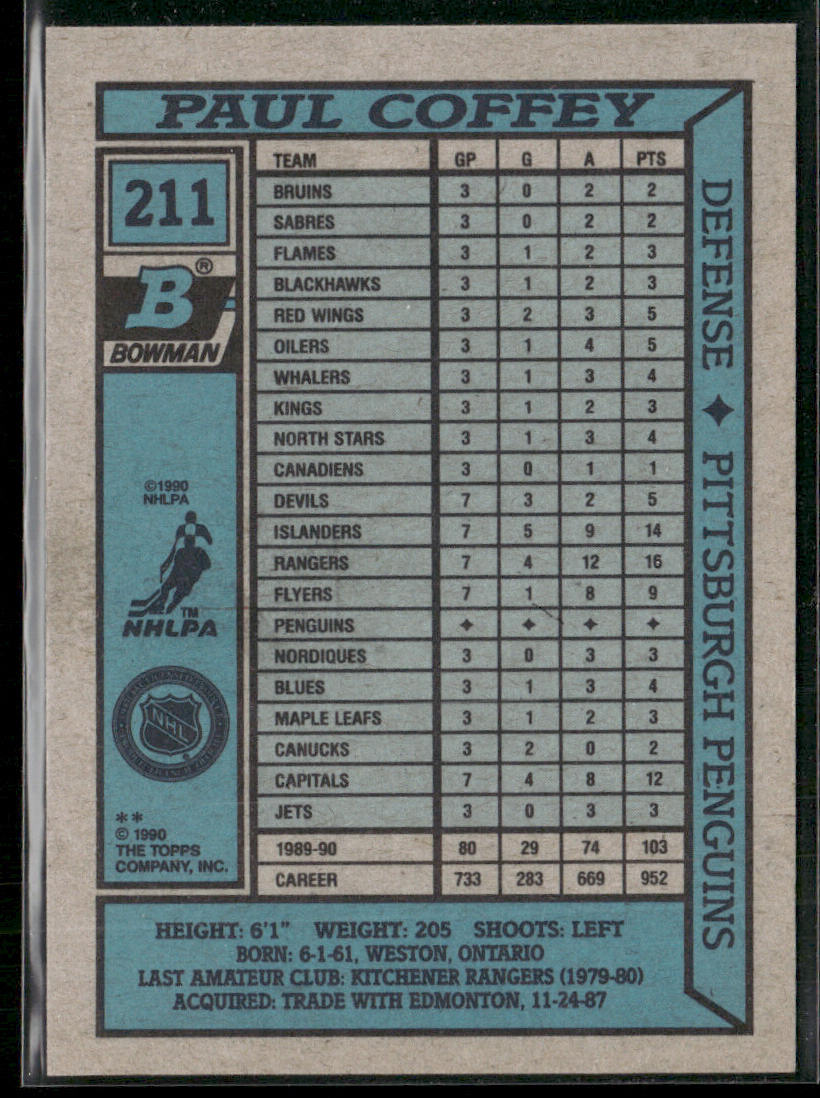 PAUL COFFEY
211
B®
BOWMAN
©1990
NHLPA
TM
NHLPA
NHL
**
© 1990
THE TOPPS
COMPANY, INC.
TEAM GP G A PTS
BRUINS 3 0 2 2
SABRES 3 0 2 2
FLAMES 3 1 2 3
BLACKHAWKS 3 1 2 3
RED WINGS 3 2 3 5
OILERS 3 1 4 5
WHALERS 3 1 3 4
KINGS 3 1 2 3
NORTH STARS 3 1 3 4
CANADIENS 3 0 1 1
DEVILS 7 3 2 5
ISLANDERS 7 5 9 14
RANGERS 7 4 12 16
FLYERS 7 1 8 9
PENGUINS ✦ ✦ ✦ ✦
NORDIQUES 3 0 3 3
BLUES 3 1 3 4
MAPLE LEAFS 3 1 2 3
CANUCKS 3 2 0 2
CAPITALS 7 4 8 12
JETS 3 0 3 3
1989-90 80 29 74 103
CAREER 733 283 669 952
DEFENSE ✦ PITTSBURGH PENGUINS
HEIGHT: 6'1" WEIGHT: 205 SHOOTS: LEFT
BORN: 6-1-61, WESTON, ONTARIO
LAST AMATEUR CLUB: KITCHENER RANGERS (1979-80)
ACQUIRED: TRADE WITH EDMONTON, 11-24-87